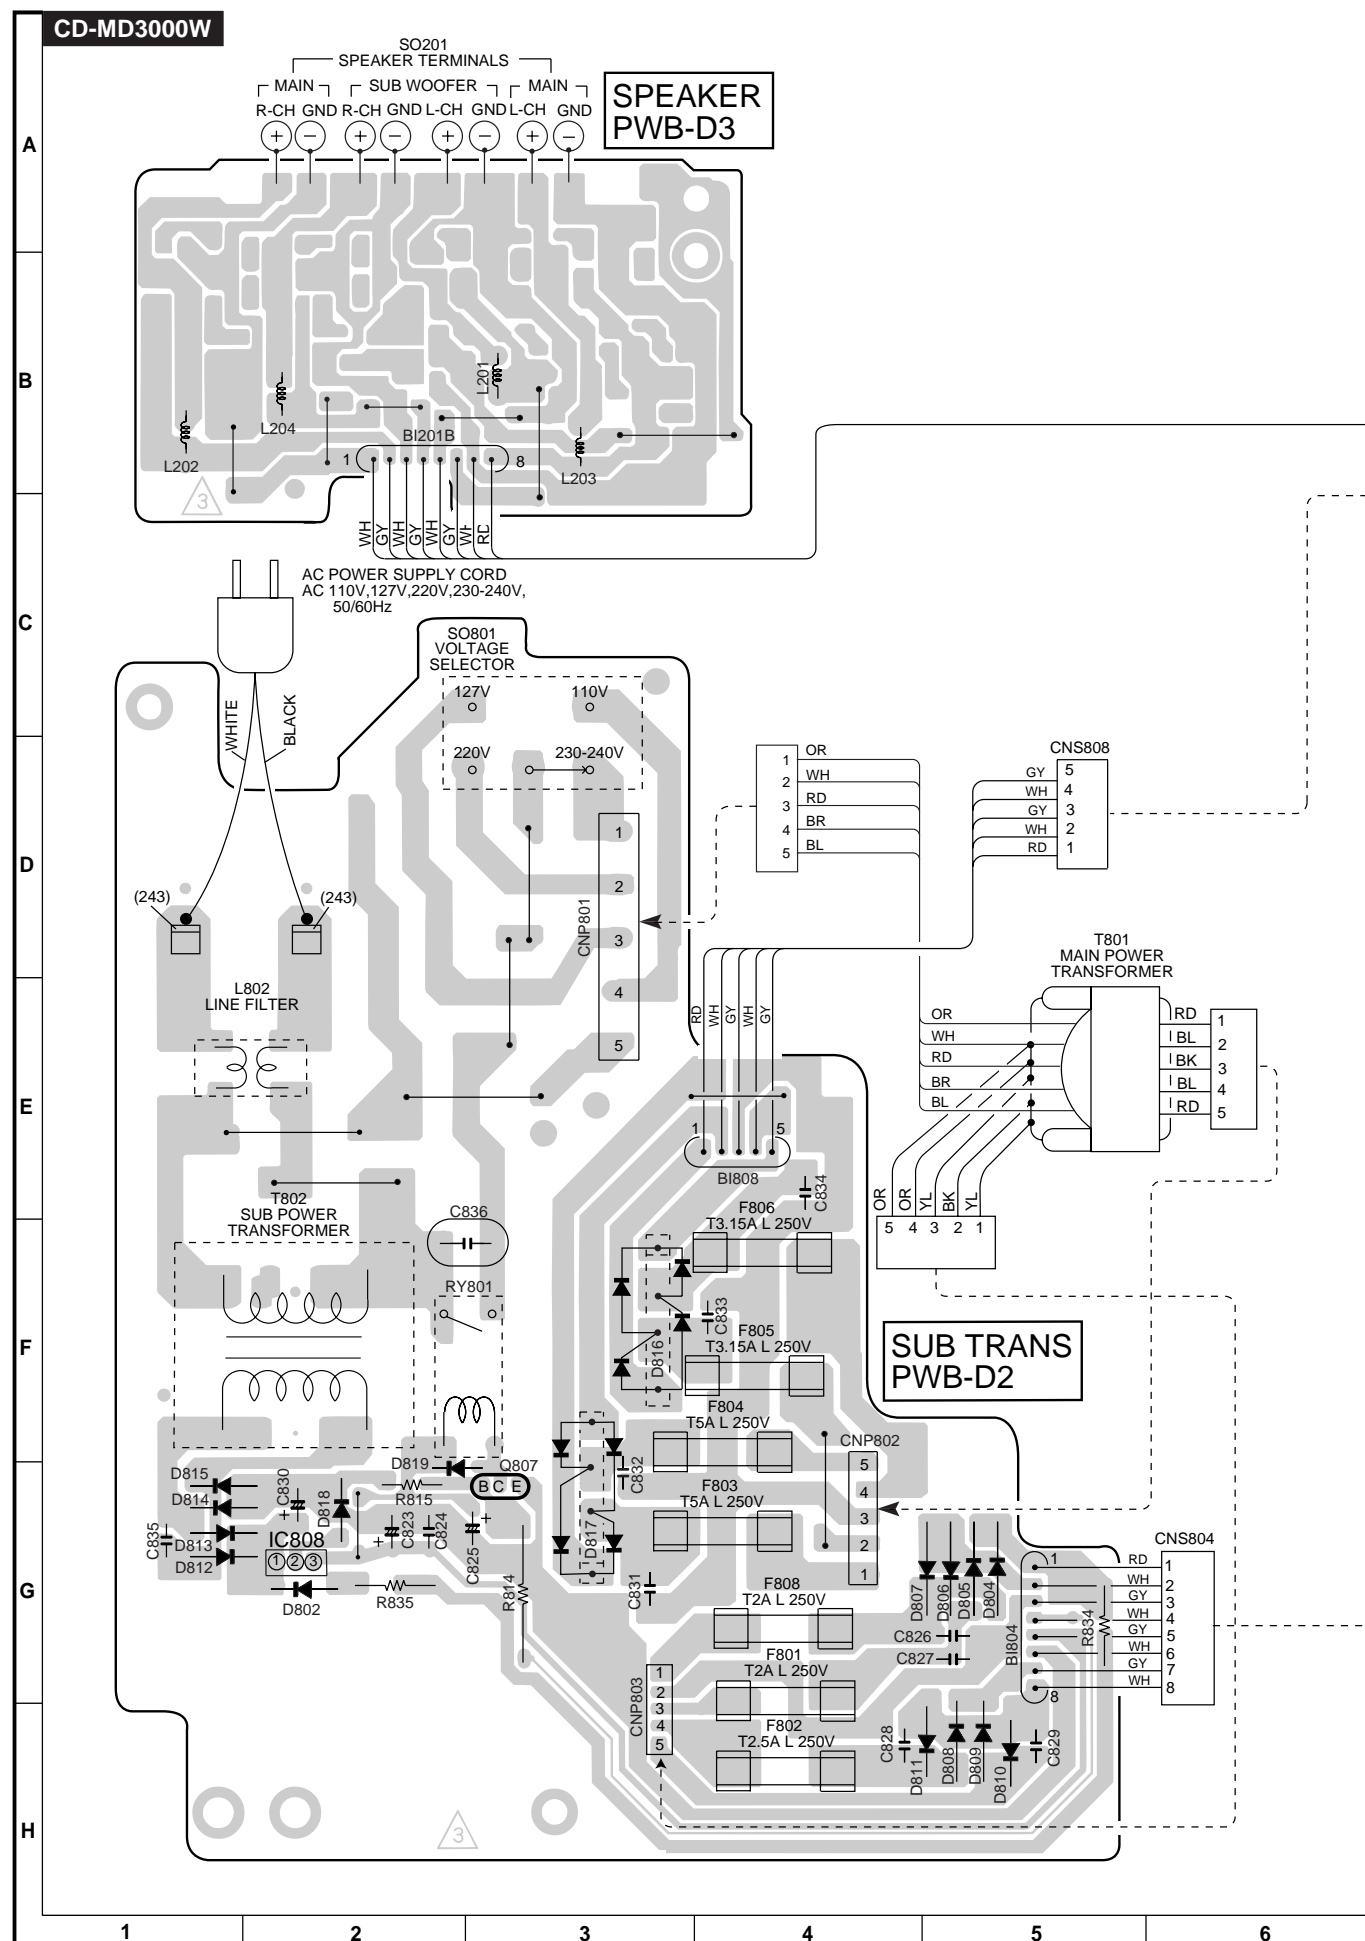 CD-MD3000W
SO201
SPEAKER TERMINALS
MAIN SUB WOOFER MAIN
R-CH GND R-CH GND L-CH GND L-CH GND
+ − + − + − + −
SPEAKER
PWB-D3
A
B
L201
L204
L202
BI201B
1 8
L203
3
WH GY WH GY WH GY WH RD
AC POWER SUPPLY CORD
AC 110V,127V,220V,230-240V,
50/60Hz
C
SO801
VOLTAGE
SELECTOR
127V 110V
220V 230-240V
WHITE
BLACK
1 OR
2 WH
3 RD
4 BR
5 BL
CNS808
GY 5
WH 4
GY 3
WH 2
RD 1
D
1
2
3
4
5
CNP801
(243) (243)
L802
LINE FILTER
T801
MAIN POWER
TRANSFORMER
RD WH GY WH GY
OR
WH
RD
BR
BL
RD 1
BL 2
BK 3
BL 4
RD 5
E
1 5
BI808
C834
T802
SUB POWER
TRANSFORMER
C836
OR OR YL BK YL
5 4 3 2 1
F806
T3.15A L 250V
RY801
C833
D816
F805
T3.15A L 250V
F
SUB TRANS
PWB-D2
F804
T5A L 250V
CNP802
5
4
3
2
1
D819
Q807
B C E
C832
D815
D814
D813
D812
C835
C830
+
D818
R815
C823
+
C824
C825
+
IC808
1 2 3
D802
R835
R814
D817
F803
T5A L 250V
C831
G
F808
T2A L 250V
D807 D806 D805 D804
C826
C827
BI804
1
8
R834
CNS804
RD 1
WH 2
GY 3
WH 4
GY 5
WH 6
GY 7
WH 8
F801
T2A L 250V
CNP803
1
2
3
4
5
F802
T2.5A L 250V
C828
D811
D808
D809
D810
C829
H
3
1 2 3 4 5 6